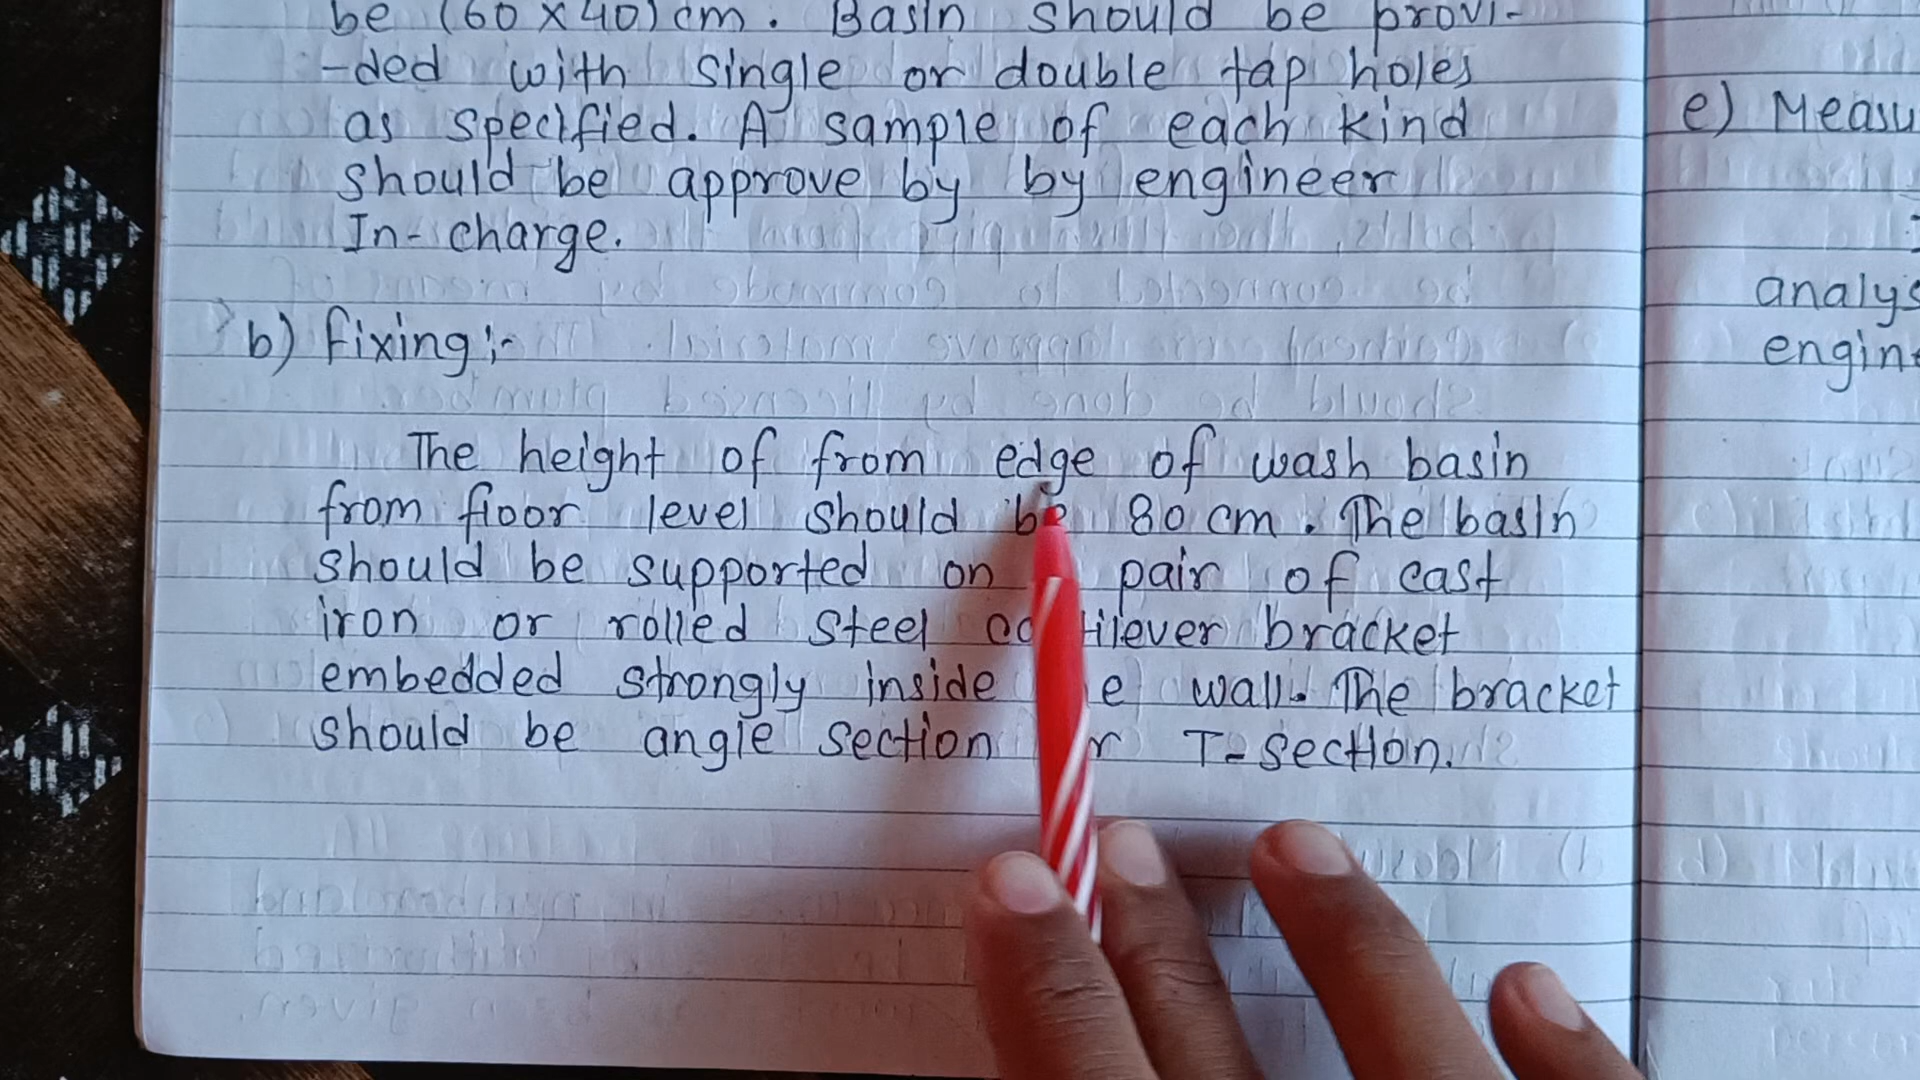 be (60 x 40) cm. Basin should be provi-
-ded with single or double tap holes
as specified. A sample of each kind
should be approve by by engineer
In-charge.
b) fixing :-
The height of from edge of wash basin
from floor level should be 80 cm. The basin
should be supported on pair of cast
iron or rolled steel bracket
embedded strongly inside wall. The bracket
should be angle section T-section.
e) Measu
analys
engine